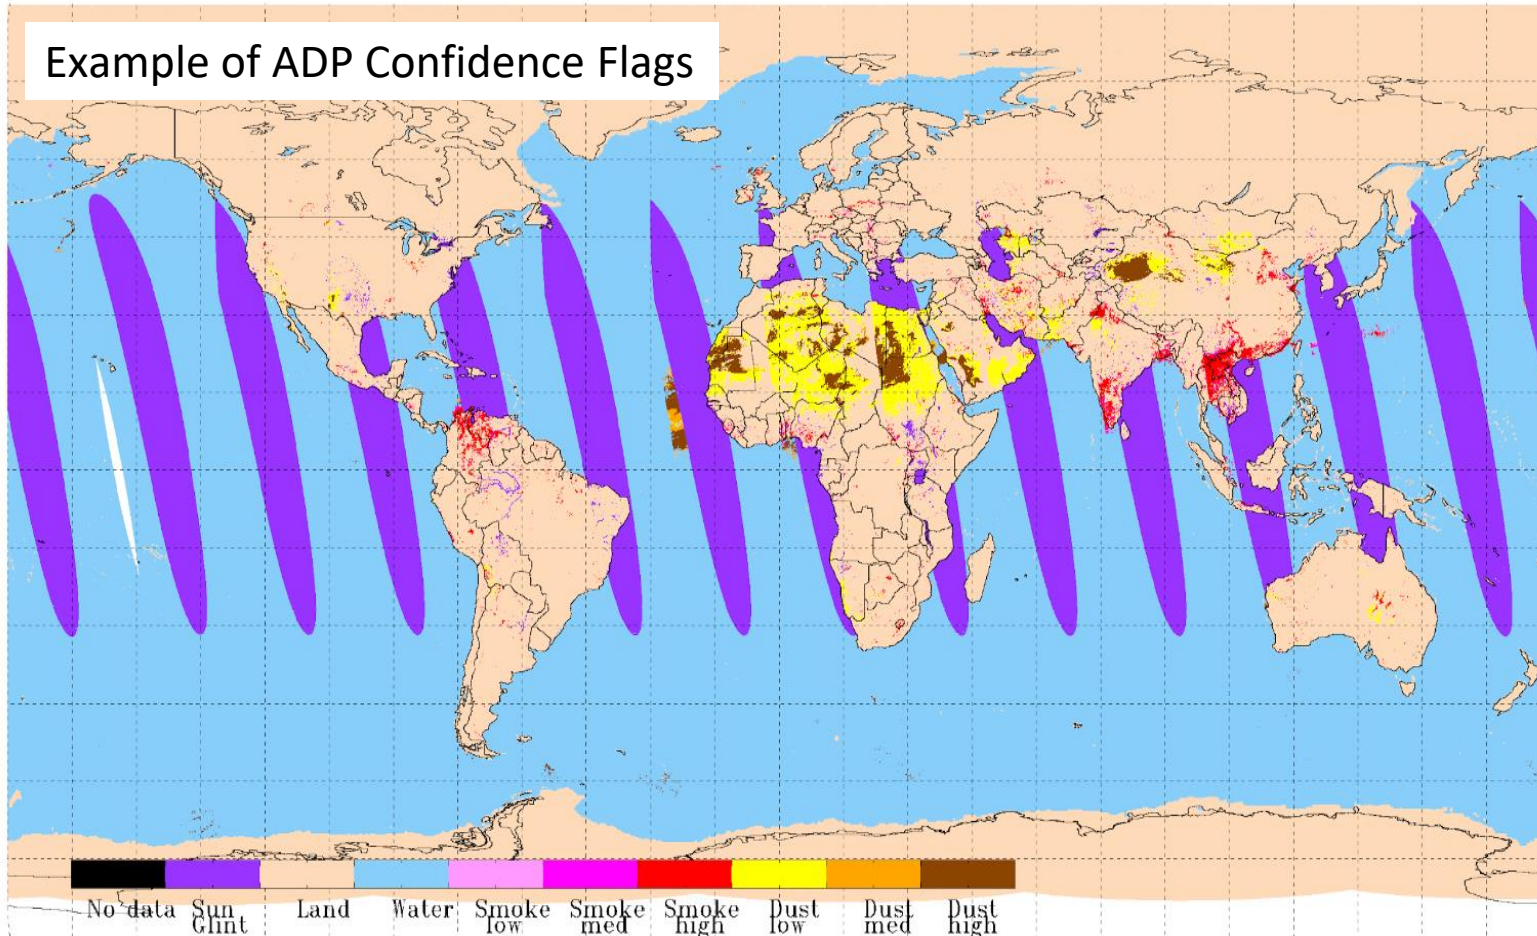 Example of ADP Confidence Flags
No data Sun Land Water Smoke Smoke Smoke Dust Dust Dust
Glint low med high low med high